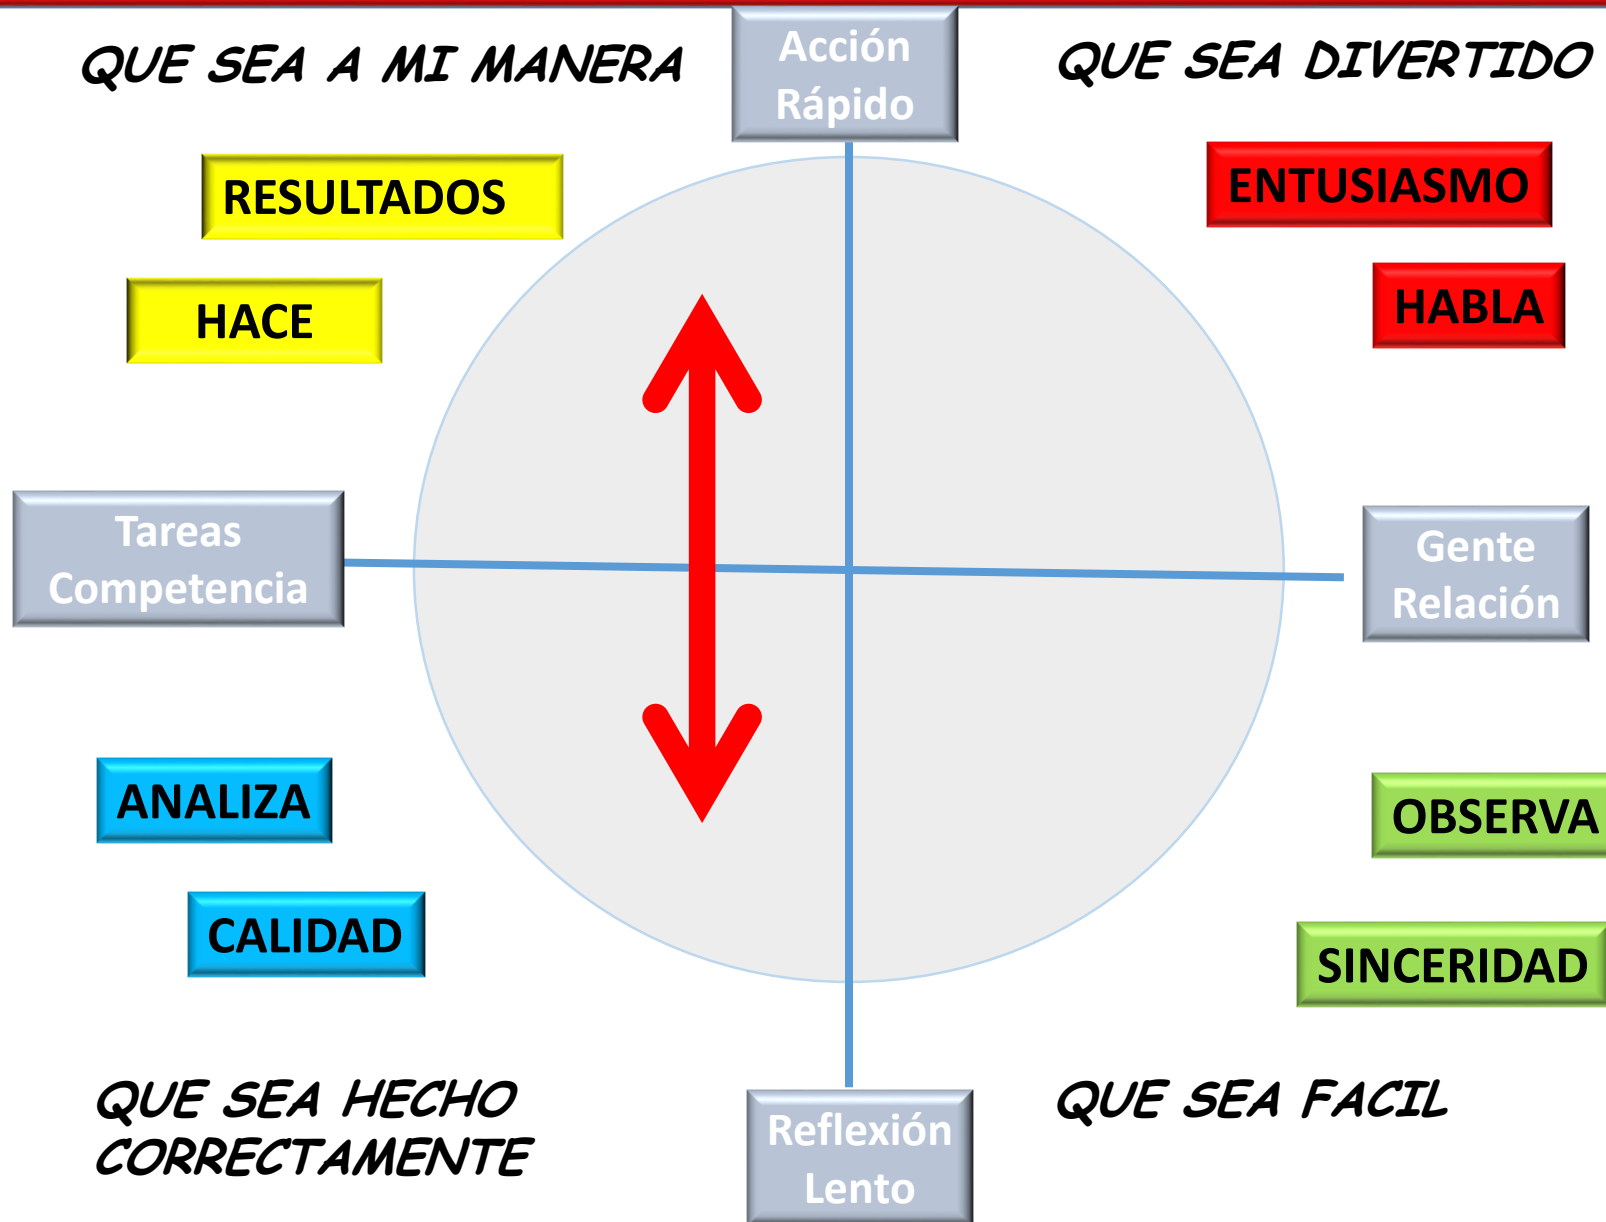 QUE SEA A MI MANERA
Acción
Rápido
QUE SEA DIVERTIDO
RESULTADOS
ENTUSIASMO
HACE
HABLA
Tareas
Competencia
Gente
Relación
ANALIZA
OBSERVA
CALIDAD
SINCERIDAD
QUE SEA HECHO
CORRECTAMENTE
Reflexión
Lento
QUE SEA FACIL